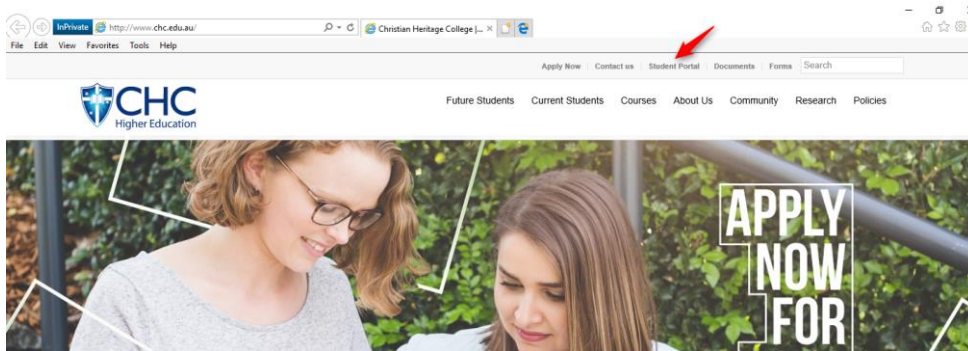 InPrivate http://www.chc.edu.au/ Christian Heritage College |...
File Edit View Favorites Tools Help
Apply Now Contact us Student Portal Documents Forms Search
CHC
Higher Education
Future Students Current Students Courses About Us Community Research Policies
APPLY
NOW
FOR